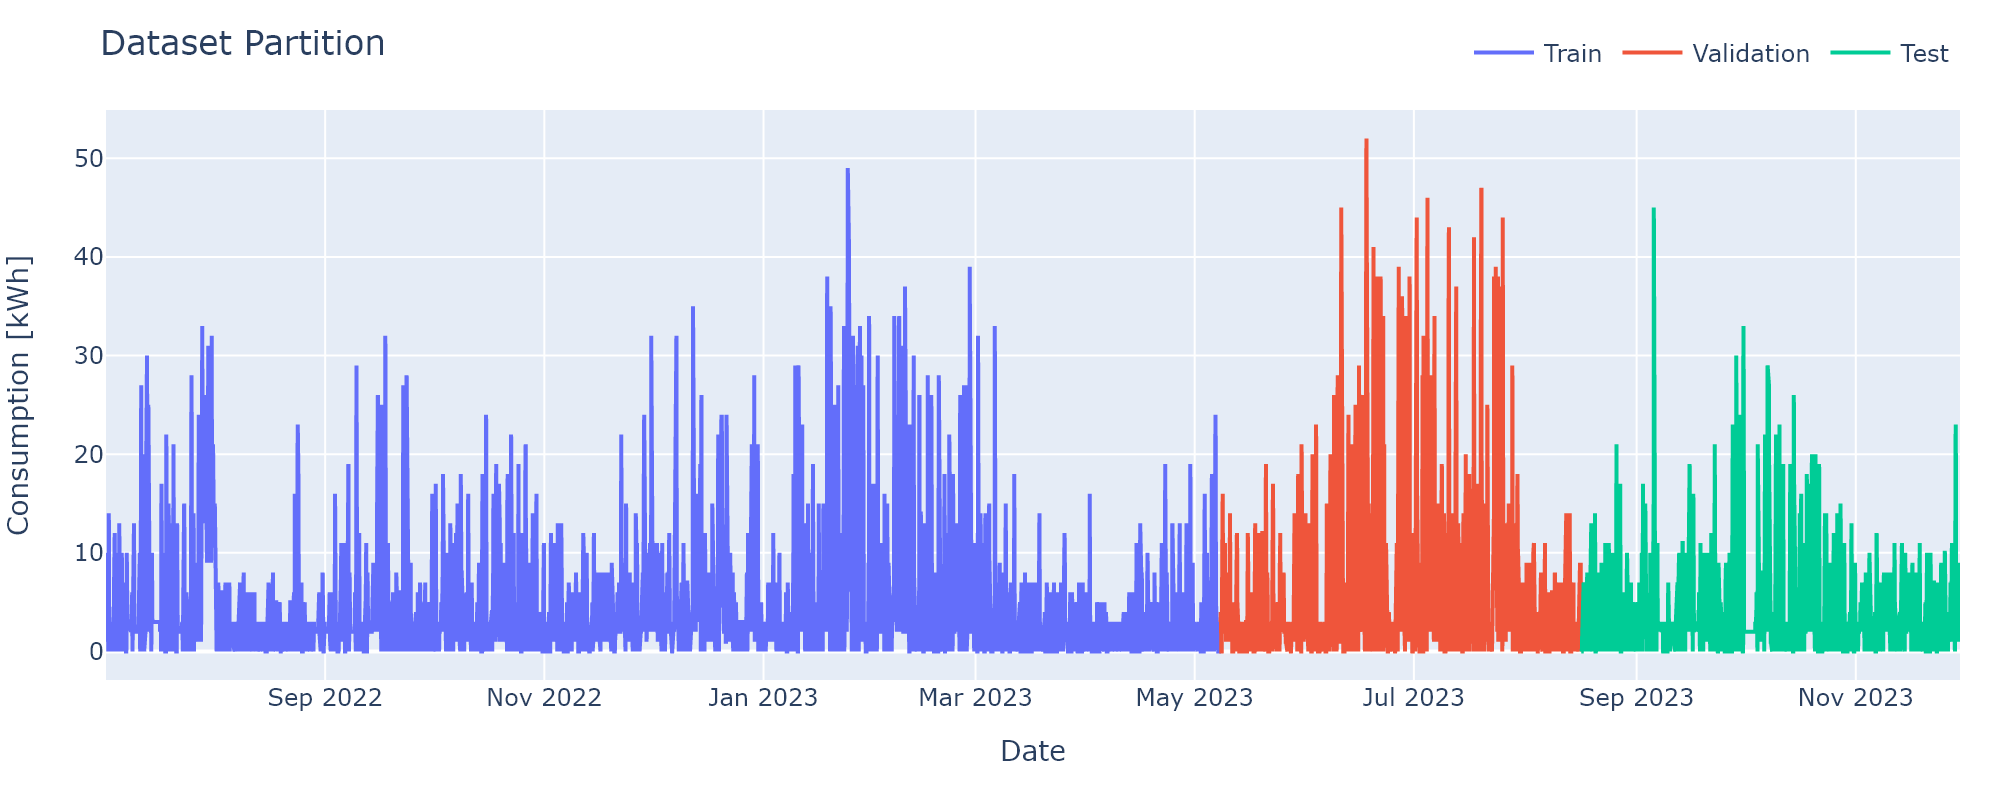 Dataset Partition
Train
Validation
Test
Consumption [kWh]
50
40
30
20
10
0
Sep 2022
Nov 2022
Jan 2023
Mar 2023
May 2023
Jul 2023
Sep 2023
Nov 2023
Date